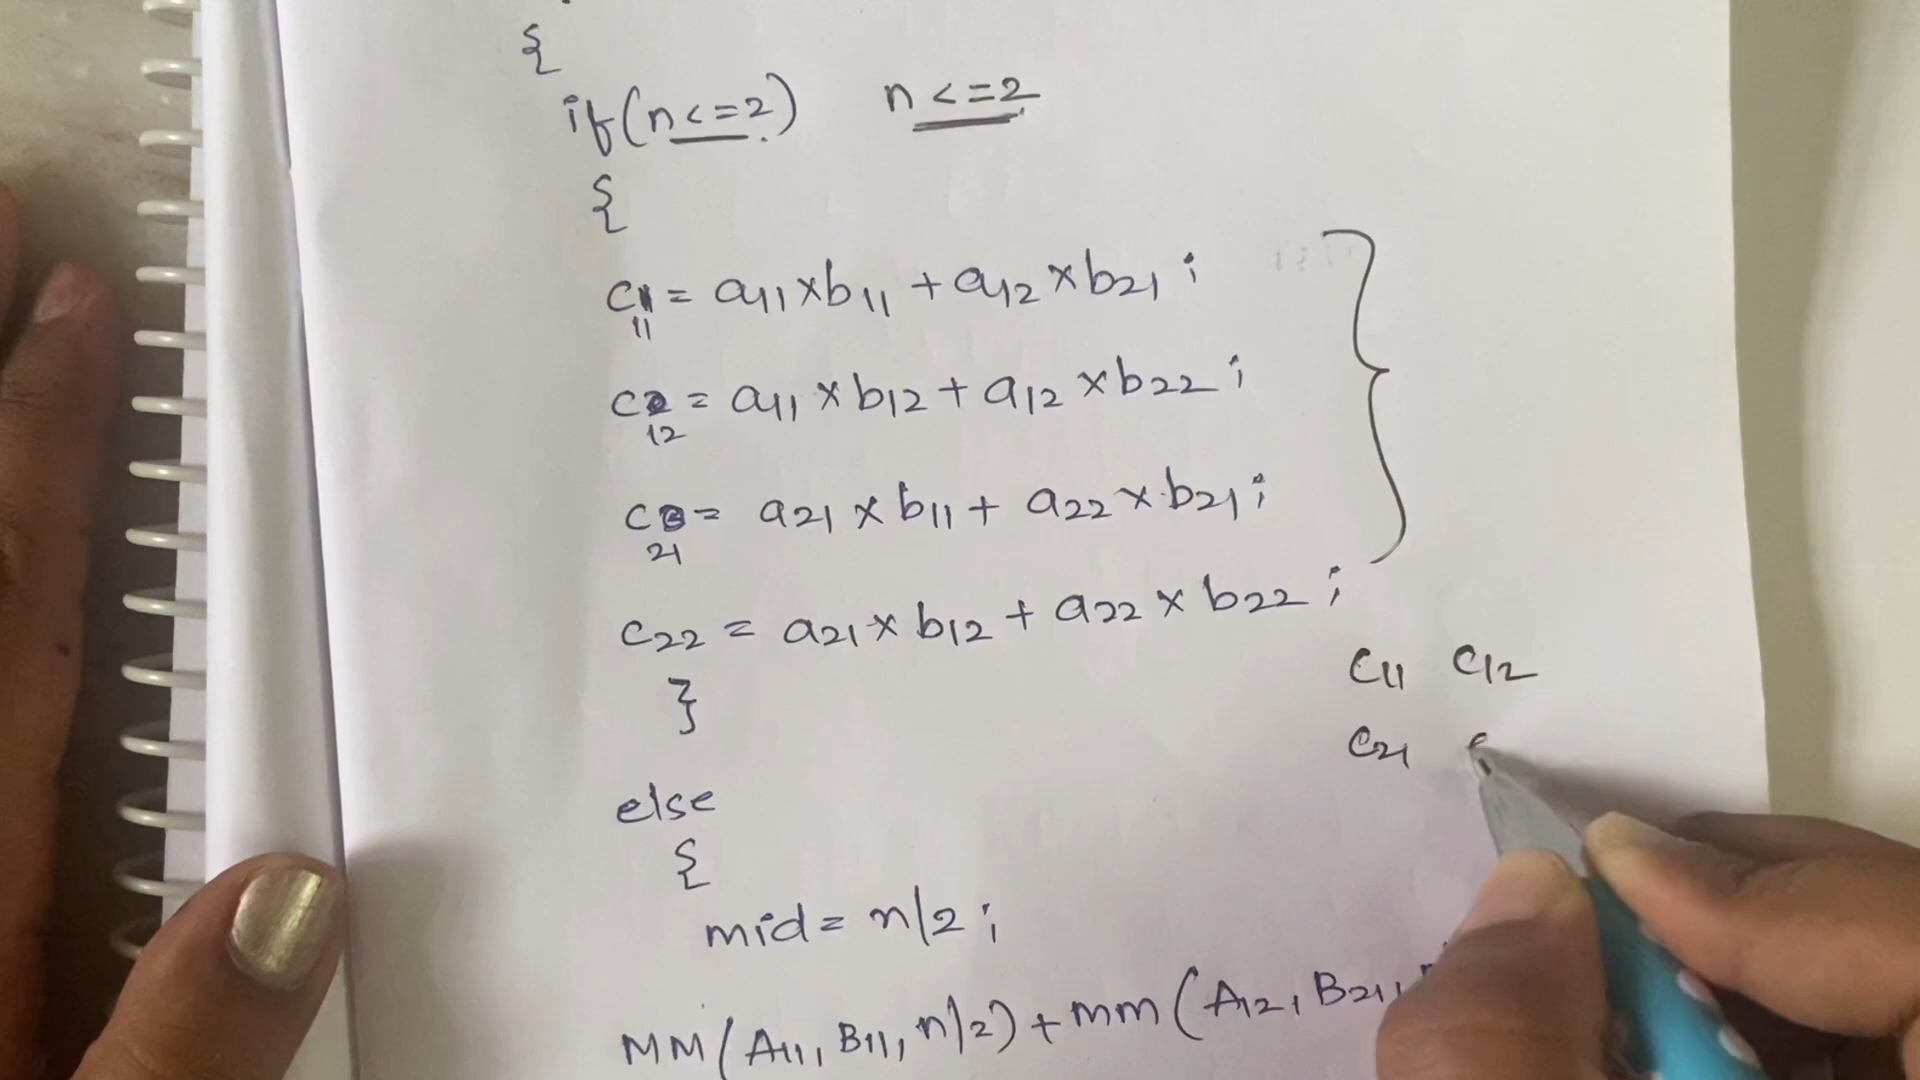 {
if(n<=2) n<=2
{
c11 = a11 x b11 + a12 x b21 ;
c12 = a11 x b12 + a12 x b22 ;
c21 = a21 x b11 + a22 x b21 ;
c22 = a21 x b12 + a22 x b22 ;
}
C11 C12
C21
else
{
mid = n/2 ;
MM (A11, B11, n/2) + MM (A12, B21,